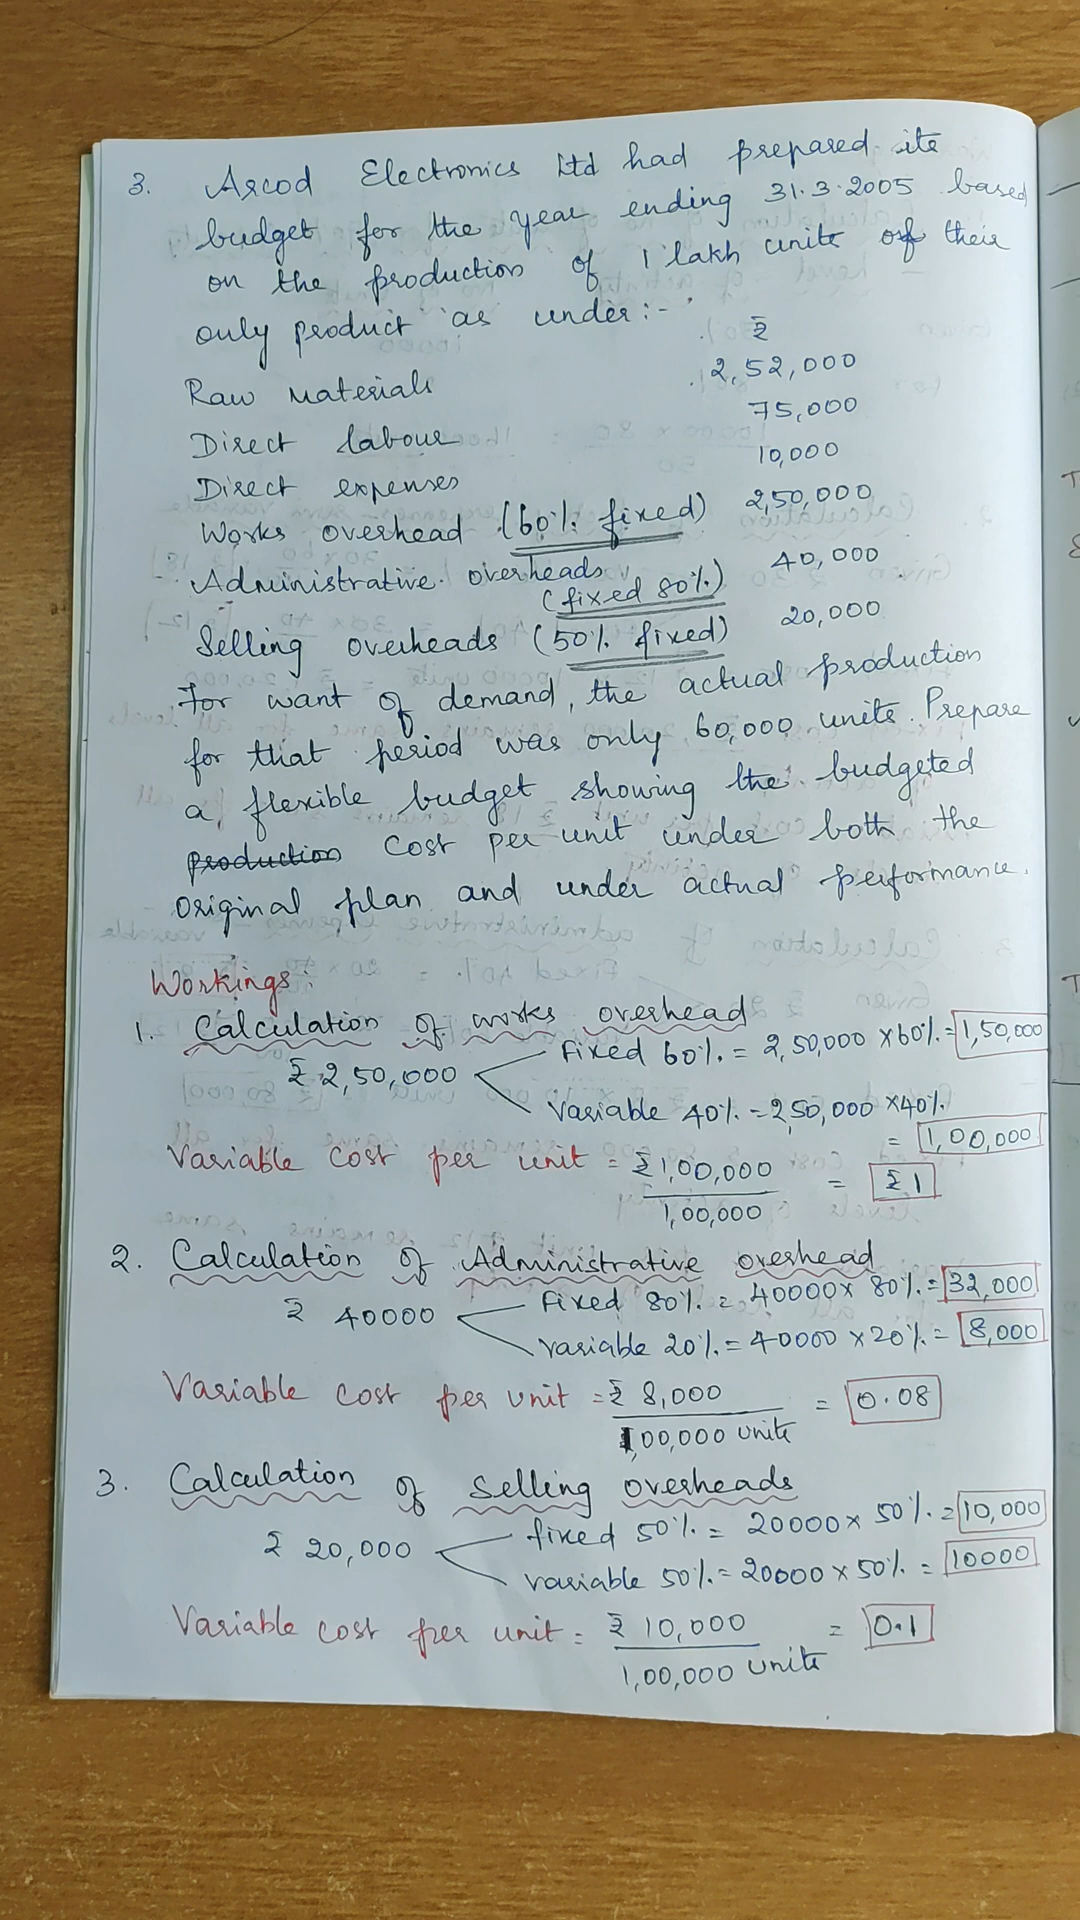 3. Arcod Electronics Ltd had prepared its
budget for the year ending 31.3.2005 based
on the production of 1 lakh units of their
only product as under:-
₹
Raw Materials 2,52,000
Direct labour 75,000
Direct expenses 10,000
Works overhead (60% fixed) 2,50,000
Administrative overheads 40,000
(fixed 80%)
Selling overheads (50% fixed) 20,000
For want of demand, the actual production
for that period was only 60,000 units. Prepare
a flexible budget showing the budgeted
production cost per unit under both the
original plan and under actual performance.
Workings:
1. Calculation of works overhead
₹ 2,50,000 Fixed 60% = 2,50,000 x 60% = 1,50,000
Variable 40% = 2,50,000 x 40%
= 1,00,000
Variable cost per unit = ₹ 1,00,000 = ₹ 1
1,00,000
2. Calculation of Administrative overhead
₹ 40000 Fixed 80% = 40000 x 80% = 32,000
variable 20% = 40000 x 20% = 8,000
Variable cost per unit = ₹ 8,000 = 0.08
1,00,000 units
3. Calculation of Selling overheads
₹ 20,000 fixed 50% = 20000 x 50% = 10,000
variable 50% = 20000 x 50% = 10000
Variable cost per unit = ₹ 10,000 = 0.1
1,00,000 units